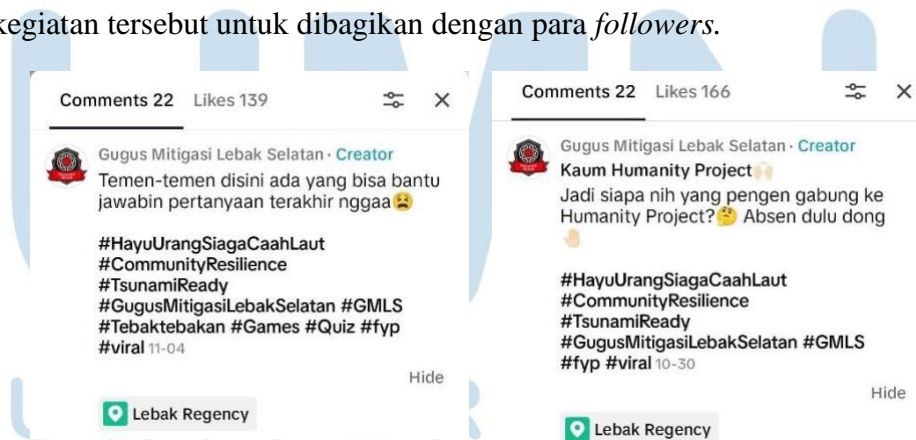 kegiatan tersebut untuk dibagikan dengan para followers.
Comments 22 Likes 139
Gugus Mitigasi Lebak Selatan · Creator
Temen-temen disini ada yang bisa bantu
jawabin pertanyaan terakhir nggaa😫
#HayuUrangSiagaCaahLaut
#CommunityResilience
#TsunamiReady
#GugusMitigasiLebakSelatan #GMLS
#Tebaktebakan #Games #Quiz #fyp
#viral 11-04
Hide
Lebak Regency
Comments 22 Likes 166
Gugus Mitigasi Lebak Selatan · Creator
Kaum Humanity Project🙌🏻
Jadi siapa nih yang pengen gabung ke
Humanity Project?🤔 Absen dulu dong
🤚🏻
#HayuUrangSiagaCaahLaut
#CommunityResilience
#TsunamiReady
#GugusMitigasiLebakSelatan #GMLS
#fyp #viral 10-30
Hide
Lebak Regency